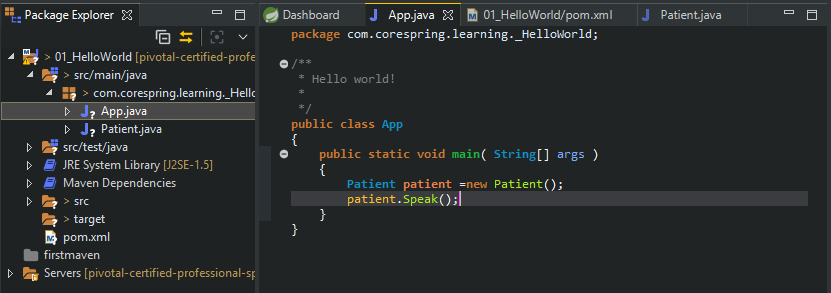 Package Explorer
> 01_HelloWorld [pivotal-certified-profe
> src/main/java
> com.corespring.learning._Hello
> App.java
> Patient.java
src/test/java
JRE System Library [J2SE-1.5]
Maven Dependencies
> src
> target
pom.xml
firstmaven
Servers [pivotal-certified-professional-sp
Dashboard
App.java
01_HelloWorld/pom.xml
Patient.java
package com.corespring.learning._HelloWorld;
/**
* Hello world!
*
*/
public class App
{
public static void main( String[] args )
{
Patient patient =new Patient();
patient.Speak();
}
}